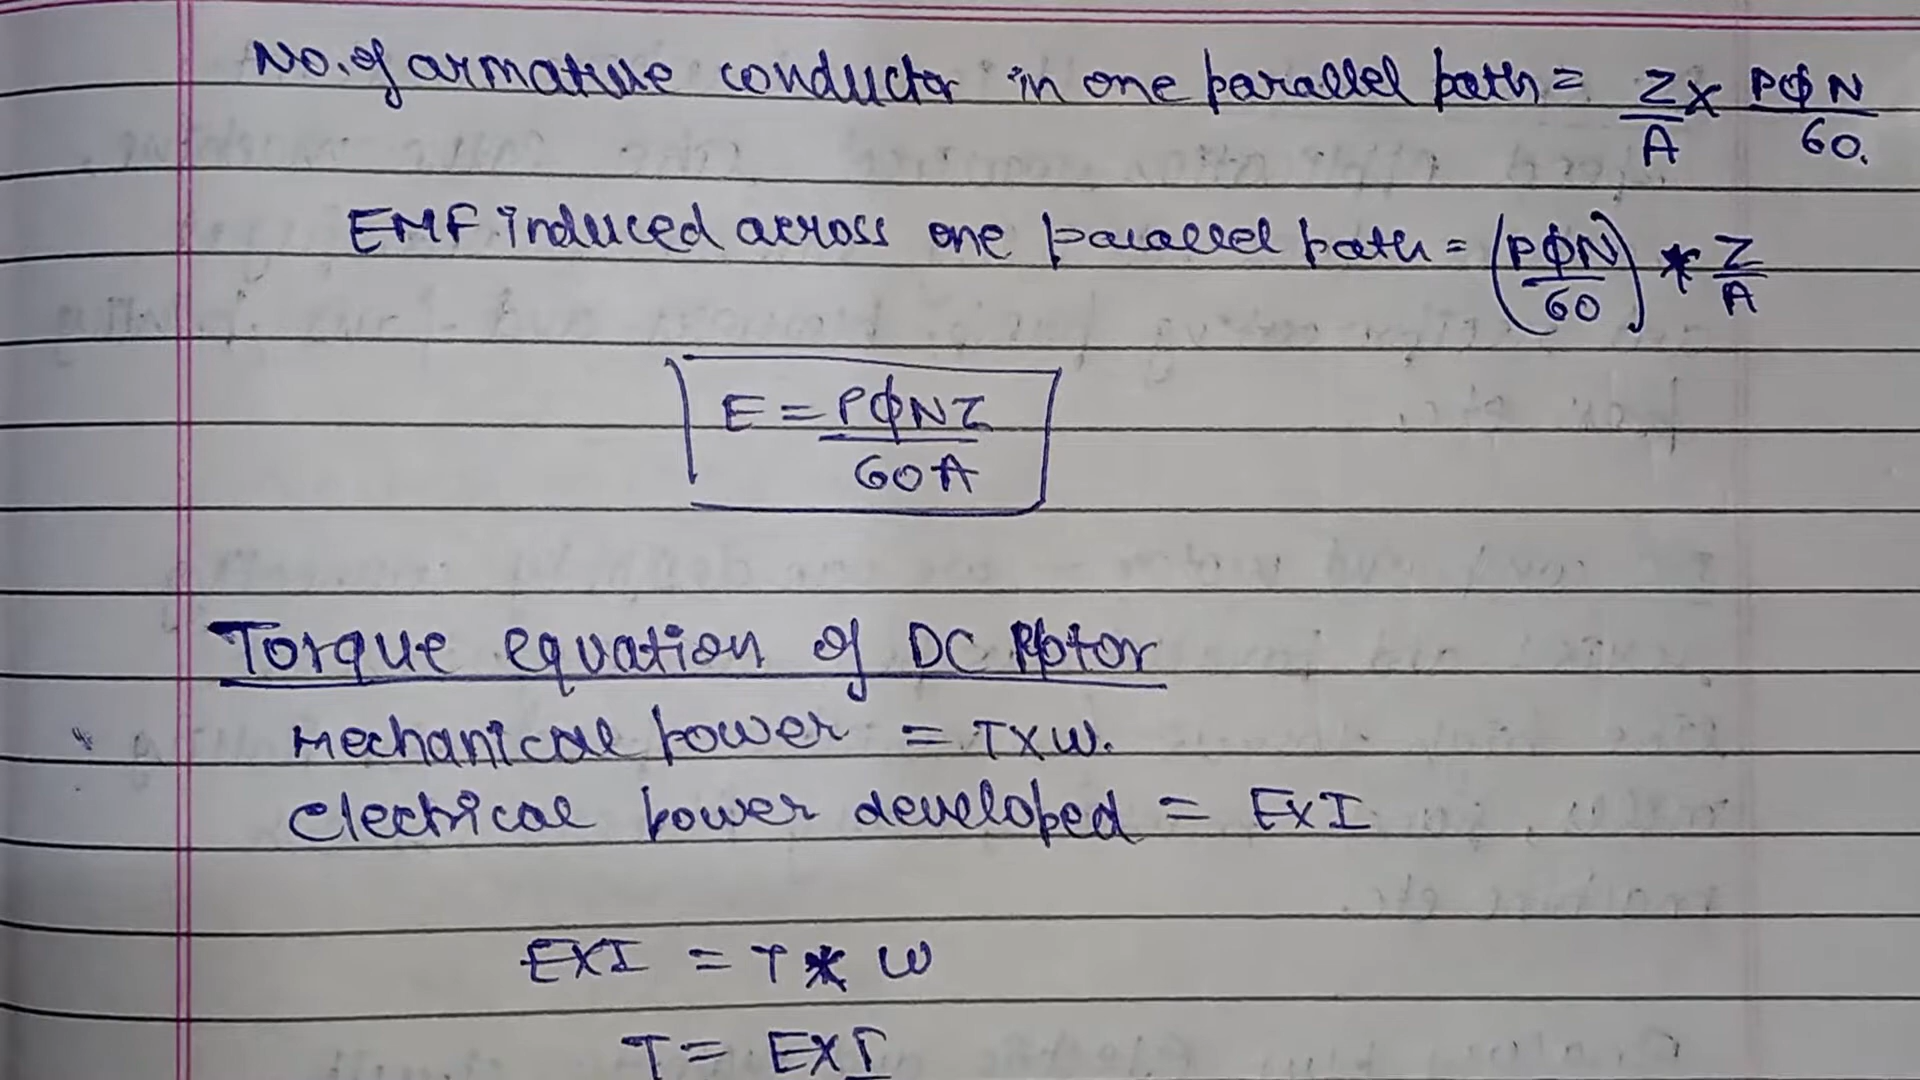 No. of armature conductor in one parallel path = Z/A × PϕN/60.
EMF induced across one parallel path = (PϕN/60) * Z/A
E = PϕNZ/60A
Torque equation of DC Motor
Mechanical power = T×W.
Electrical power developed = E×I
E×I = T * W
T = E×I